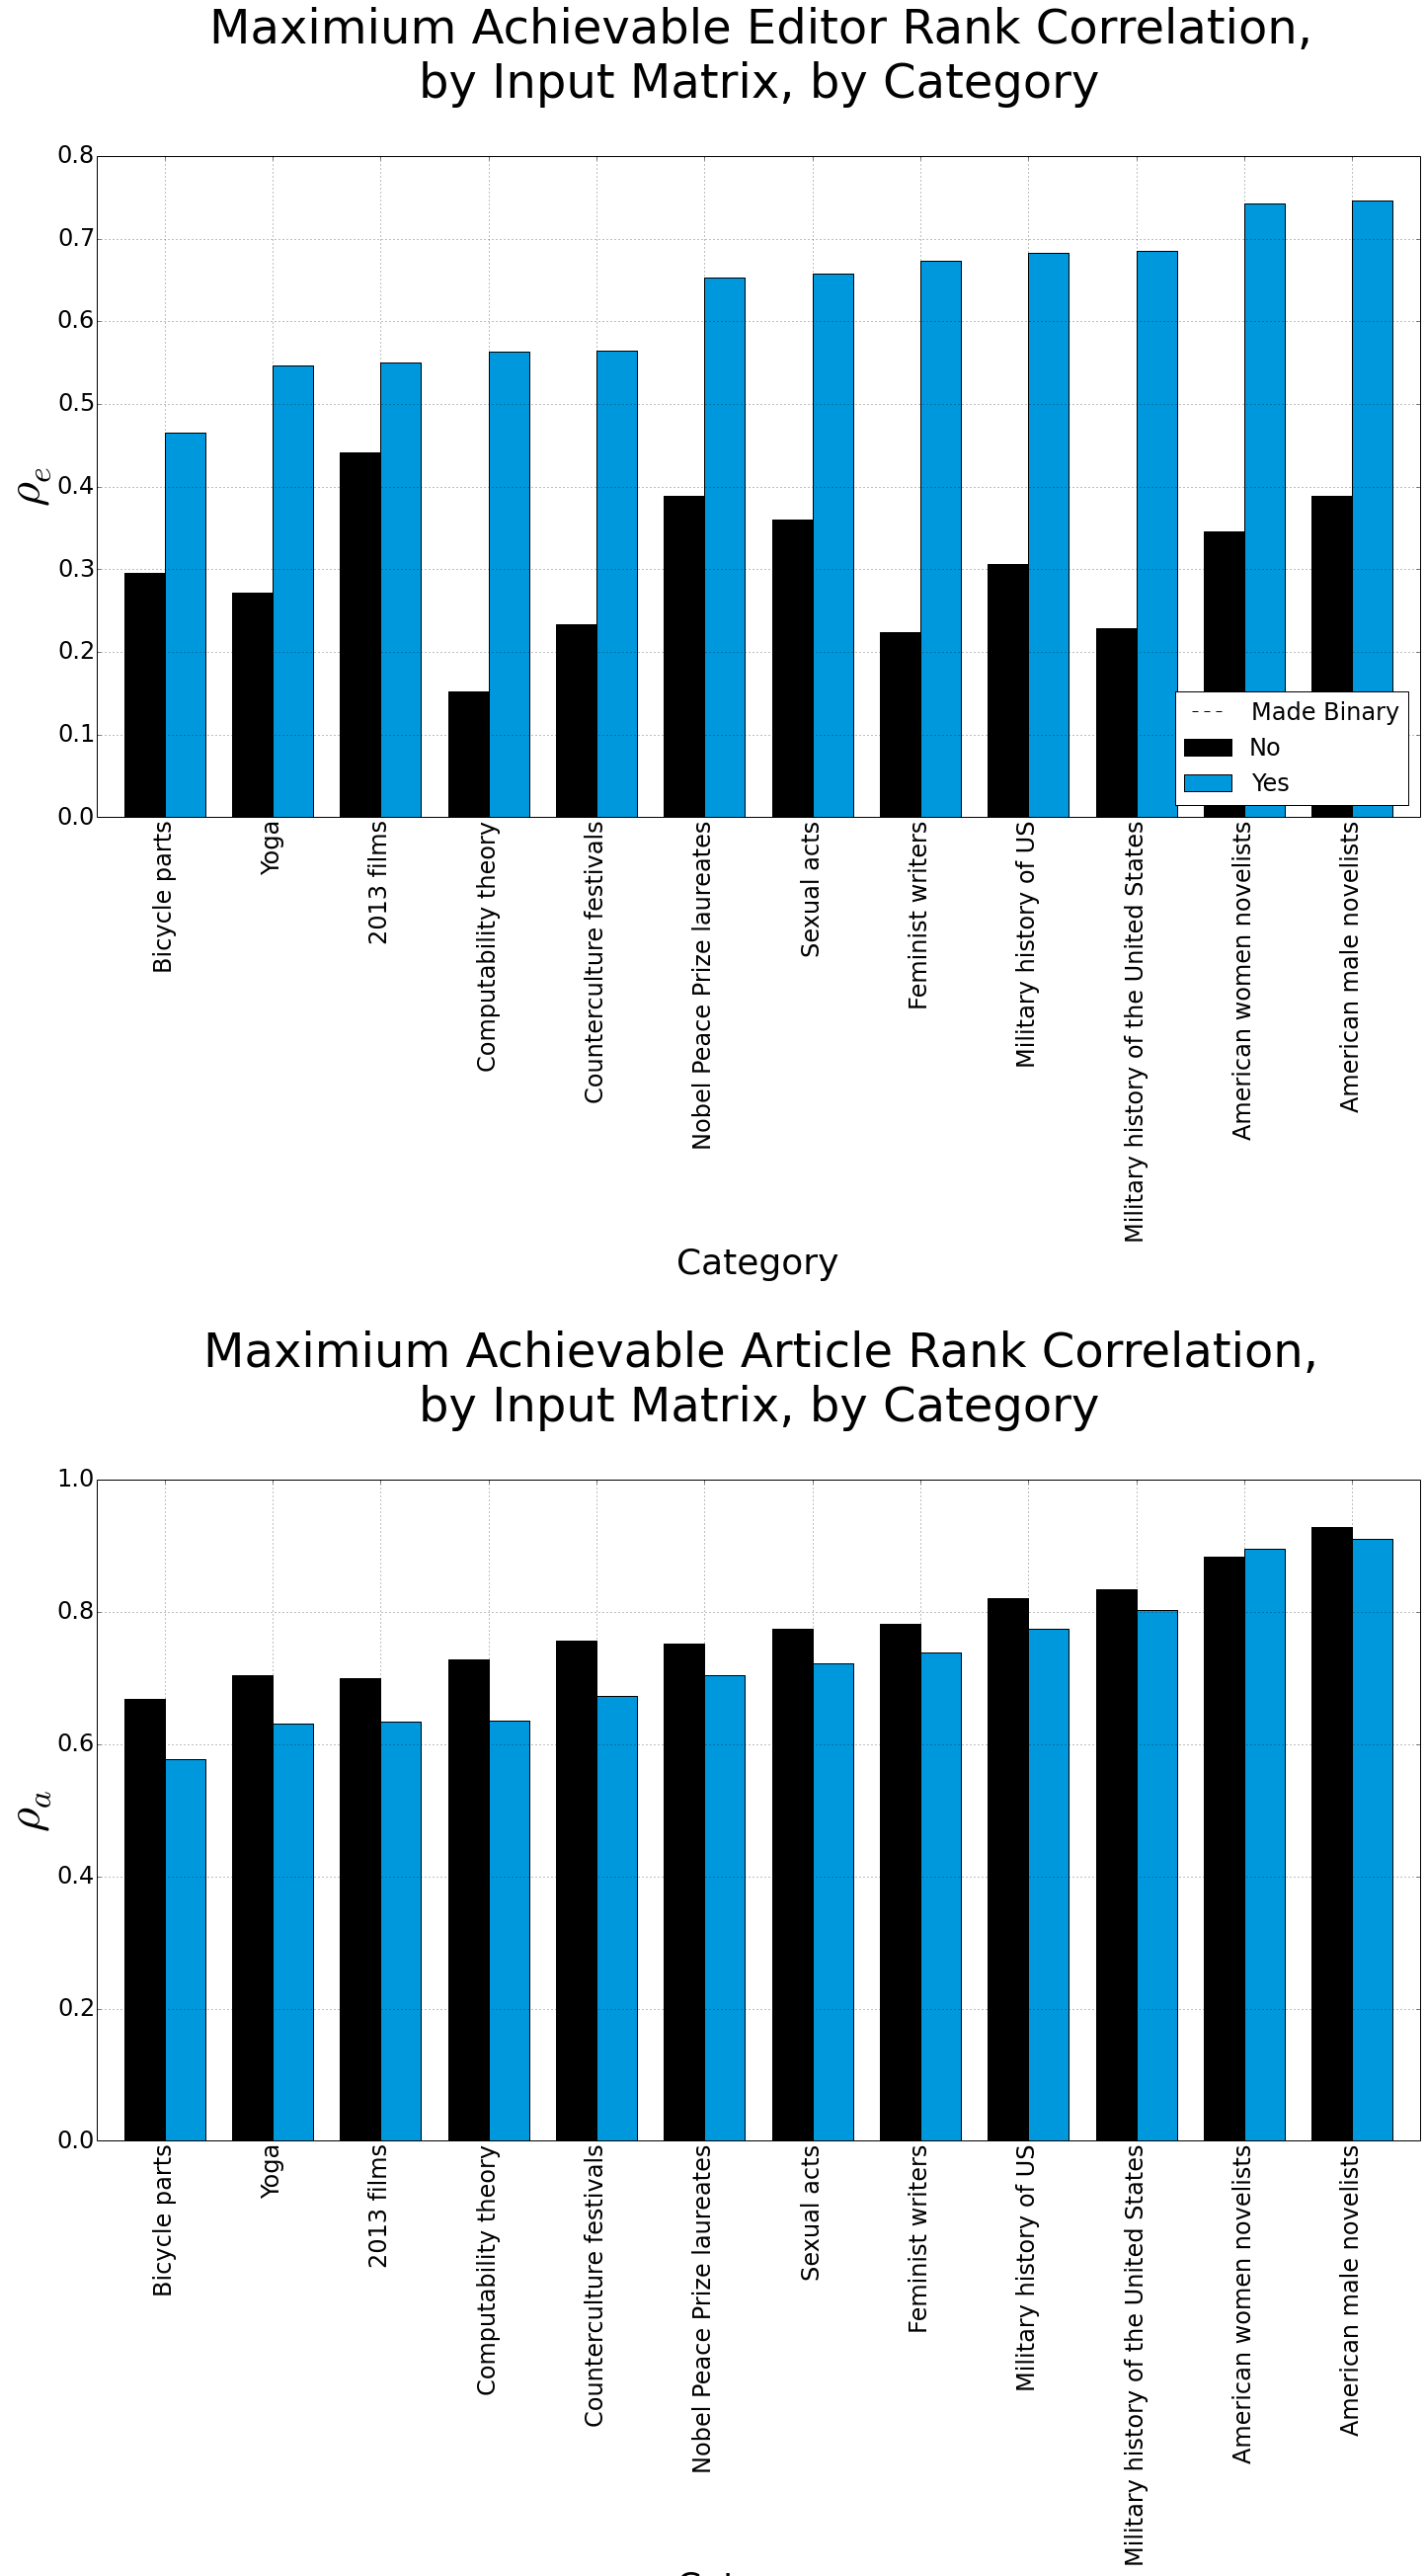 Maximium Achievable Editor Rank Correlation,
by Input Matrix, by Category
0.8
0.7
0.6
0.5
0.4
0.3
0.2
0.1
0.0
ρe
Made Binary
No
Yes
Bicycle parts
Yoga
2013 films
Computability theory
Counterculture festivals
Nobel Peace Prize laureates
Sexual acts
Feminist writers
Military history of US
Military history of the United States
American women novelists
American male novelists
Category
Maximium Achievable Article Rank Correlation,
by Input Matrix, by Category
1.0
0.8
0.6
0.4
0.2
0.0
ρa
Bicycle parts
Yoga
2013 films
Computability theory
Counterculture festivals
Nobel Peace Prize laureates
Sexual acts
Feminist writers
Military history of US
Military history of the United States
American women novelists
American male novelists